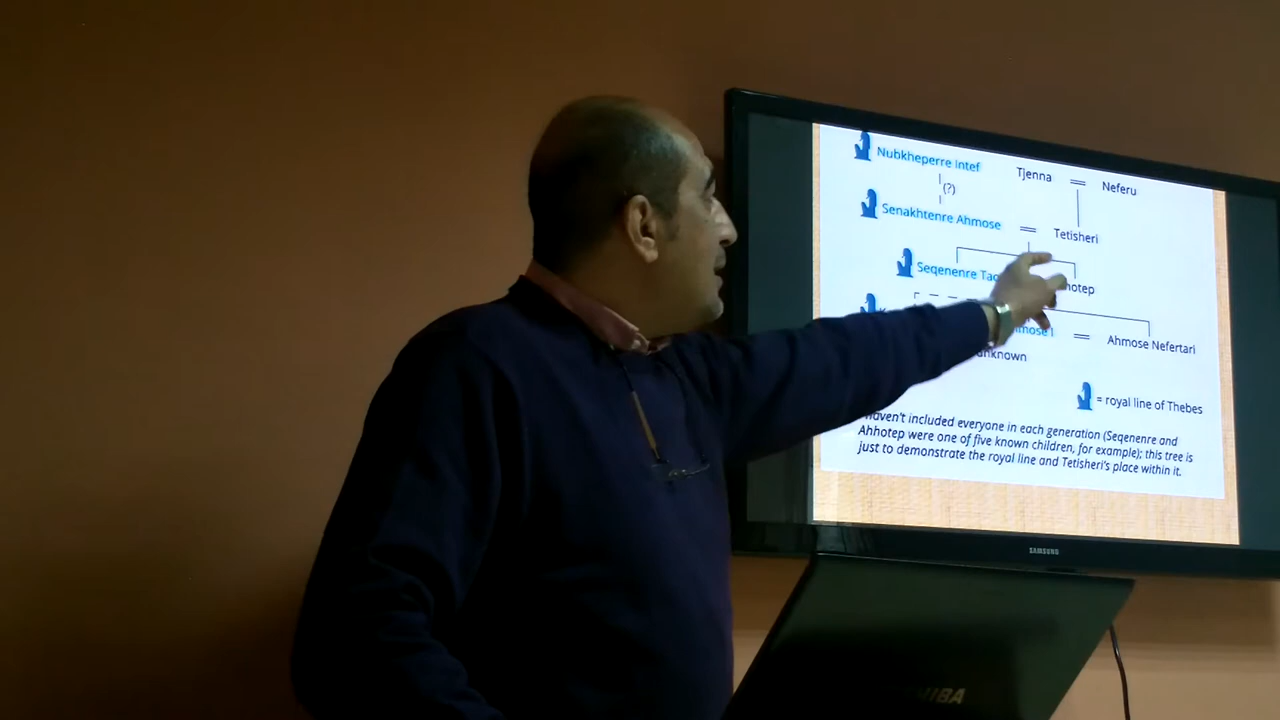 Nubkheperre Intef
Tjenna = Neferu
(?)
Senakhtenre Ahmose = Tetisheri
Seqenenre
= Ahmose Nefertari
unknown
= royal line of Thebes
haven't included everyone in each generation (Seqenenre and
Ahhotep were one of five known children, for example); this tree is
just to demonstrate the royal line and Tetisheri's place within it.
SAMSUNG